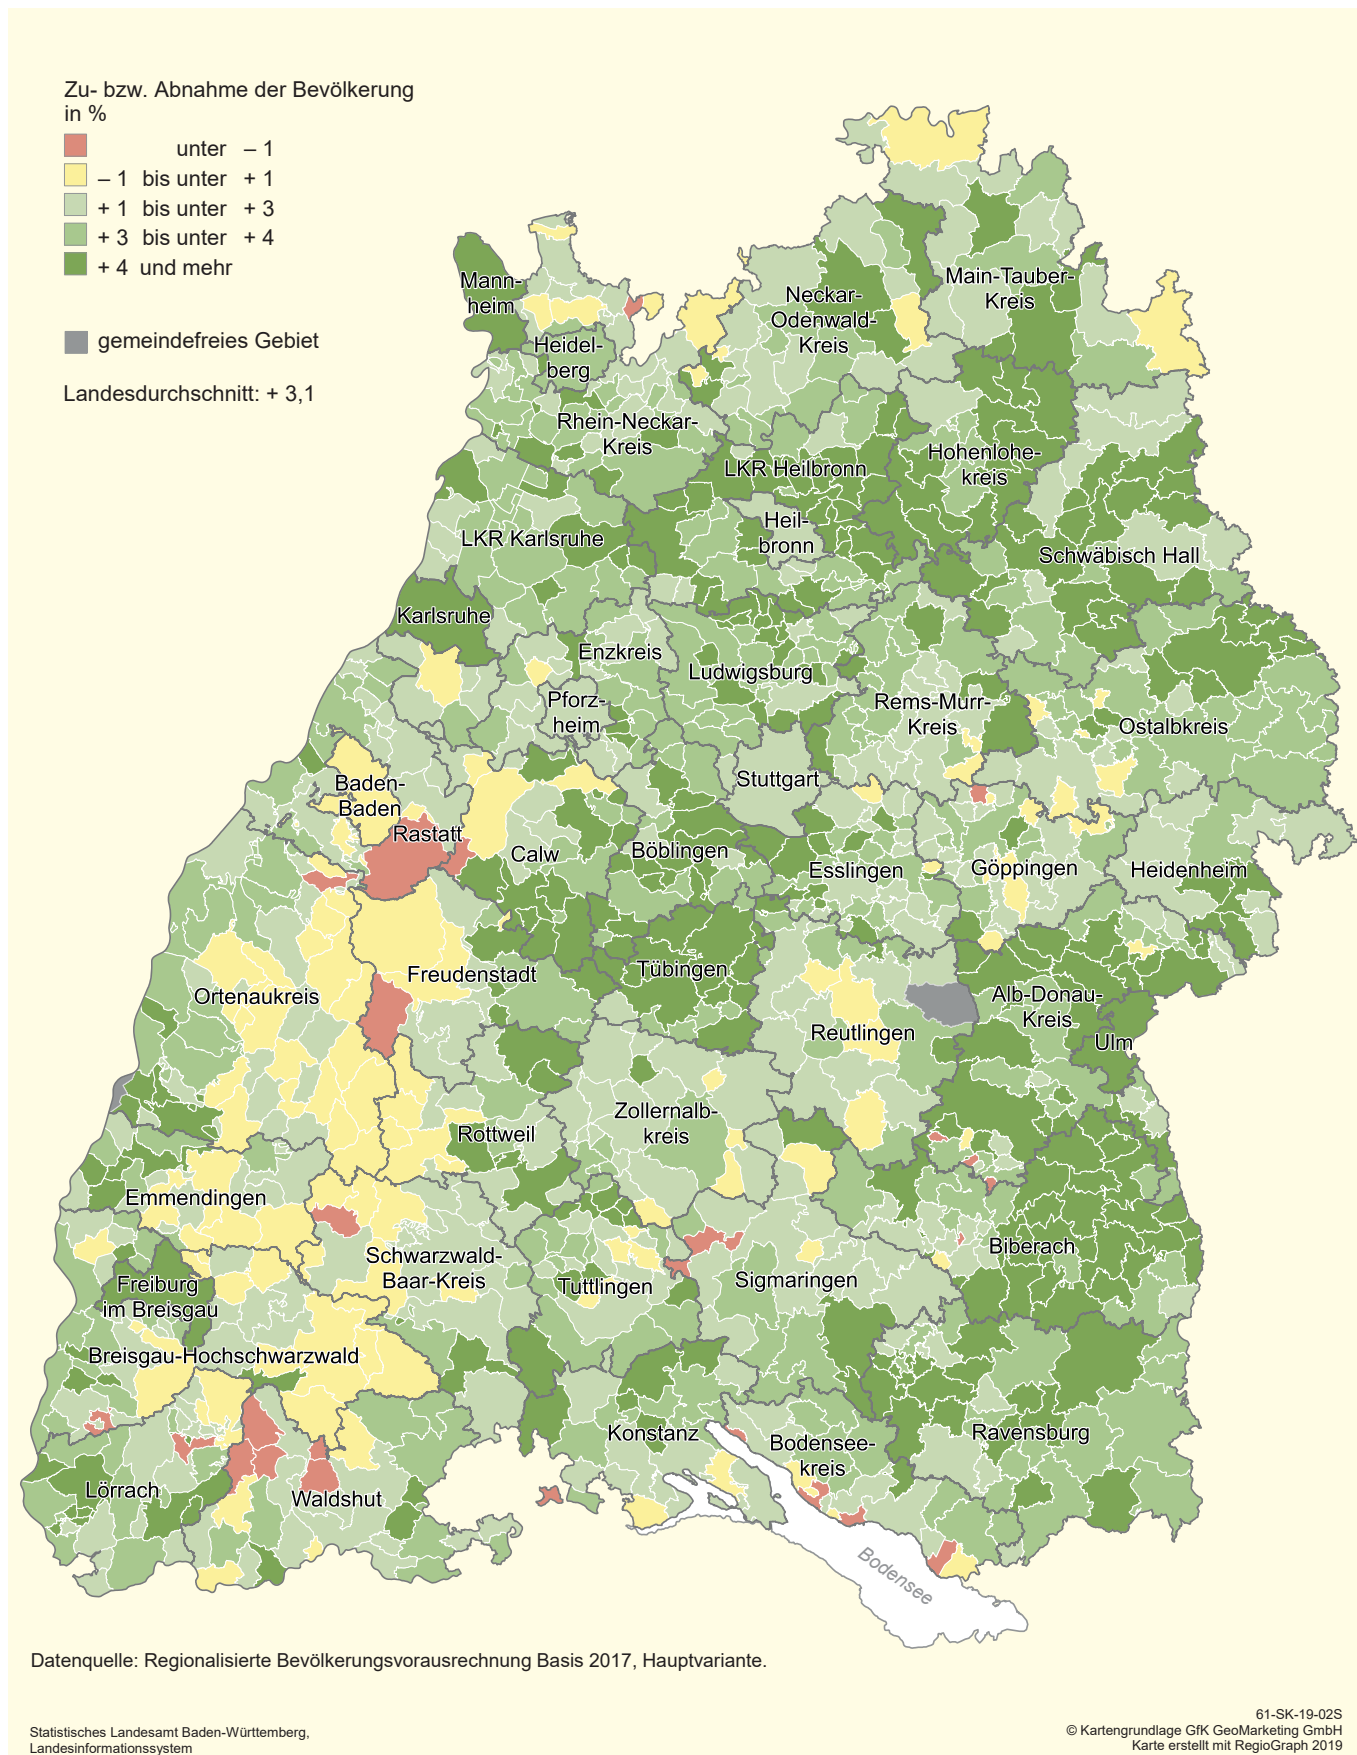 Zu- bzw. Abnahme der Bevölkerung
in %
unter – 1
– 1 bis unter + 1
+ 1 bis unter + 3
+ 3 bis unter + 4
+ 4 und mehr
gemeindefreies Gebiet
Landesdurchschnitt: + 3,1
Mann-
heim
Heidel-
berg
Neckar-
Odenwald-
Kreis
Main-Tauber-
Kreis
Rhein-Neckar-
Kreis
LKR Heilbronn
Hohenlohe-
kreis
Heil-
bronn
LKR Karlsruhe
Schwäbisch Hall
Karlsruhe
Enzkreis
Ludwigsburg
Pforz-
heim
Rems-Murr-
Kreis
Ostalbkreis
Stuttgart
Baden-
Baden
Rastatt
Calw
Böblingen
Esslingen
Göppingen
Heidenheim
Freudenstadt
Tübingen
Ortenaukreis
Reutlingen
Alb-Donau-
Kreis
Ulm
Zollernalb-
kreis
Rottweil
Emmendingen
Schwarzwald-
Baar-Kreis
Tuttlingen
Sigmaringen
Biberach
Freiburg
im Breisgau
Breisgau-Hochschwarzwald
Konstanz
Bodensee-
kreis
Ravensburg
Lörrach
Waldshut
Bodensee
Datenquelle: Regionalisierte Bevölkerungsvorausrechnung Basis 2017, Hauptvariante.
Statistisches Landesamt Baden-Württemberg,
Landesinformationssystem
61-SK-19-02S
© Kartengrundlage GfK GeoMarketing GmbH
Karte erstellt mit RegioGraph 2019